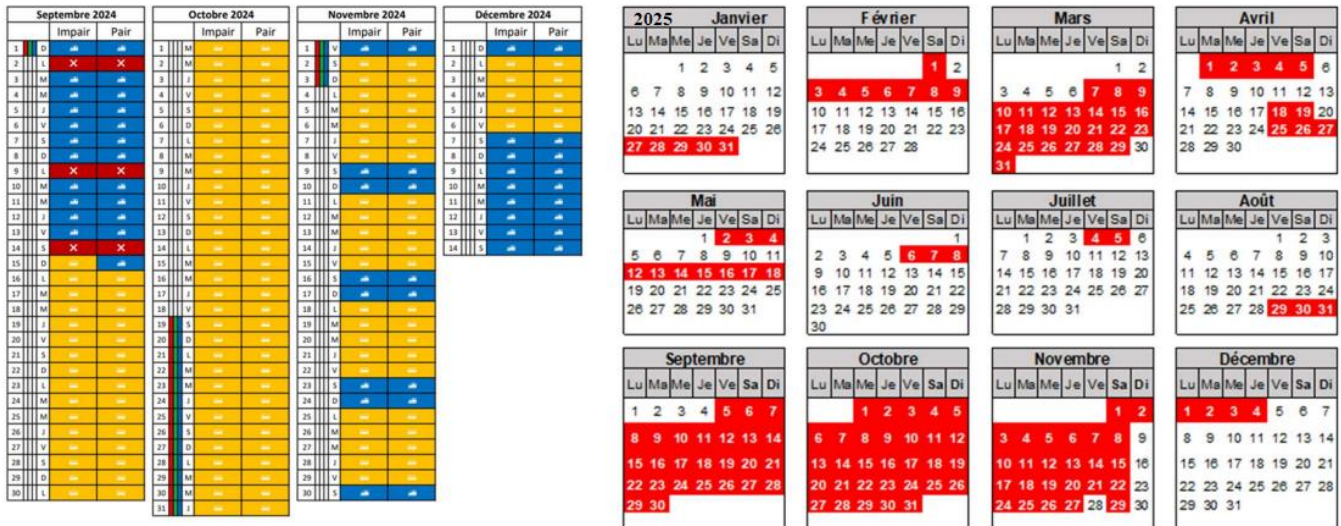 Septembre 2024
Impair Pair
1 D
2 L
3 M
4 M
5 J
6 V
7 S
8 D
9 L
10 M
11 M
12 J
13 V
14 S
15 D
16 L
17 M
18 M
19 J
20 V
21 S
22 D
23 L
24 M
25 M
26 J
27 V
28 S
29 D
30 L
Octobre 2024
Impair Pair
1 M
2 M
3 J
4 V
5 S
6 D
7 L
8 M
9 M
10 J
11 V
12 S
13 D
14 L
15 M
16 M
17 J
18 V
19 S
20 D
21 L
22 M
23 M
24 J
25 V
26 S
27 D
28 L
29 M
30 M
31 J
Novembre 2024
Impair Pair
1 V
2 S
3 D
4 L
5 M
6 M
7 J
8 V
9 S
10 D
11 L
12 M
13 M
14 J
15 V
16 S
17 D
18 L
19 M
20 M
21 J
22 V
23 S
24 D
25 L
26 M
27 M
28 J
29 V
30 S
Décembre 2024
Impair Pair
1 D
2 L
3 M
4 M
5 J
6 V
7 S
8 D
9 L
10 M
11 M
12 J
13 V
14 S
2025 Janvier
Lu Ma Me Je Ve Sa Di
1 2 3 4 5
6 7 8 9 10 11 12
13 14 15 16 17 18 19
20 21 22 23 24 25 26
27 28 29 30 31
Février
Lu Ma Me Je Ve Sa Di
1 2
3 4 5 6 7 8 9
10 11 12 13 14 15 16
17 18 19 20 21 22 23
24 25 26 27 28
Mars
Lu Ma Me Je Ve Sa Di
1 2
3 4 5 6 7 8 9
10 11 12 13 14 15 16
17 18 19 20 21 22 23
24 25 26 27 28 29 30
31
Avril
Lu Ma Me Je Ve Sa Di
1 2 3 4 5 6
7 8 9 10 11 12 13
14 15 16 17 18 19 20
21 22 23 24 25 26 27
28 29 30
Mai
Lu Ma Me Je Ve Sa Di
1 2 3 4
5 6 7 8 9 10 11
12 13 14 15 16 17 18
19 20 21 22 23 24 25
26 27 28 29 30 31
Juin
Lu Ma Me Je Ve Sa Di
1
2 3 4 5 6 7 8
9 10 11 12 13 14 15
16 17 18 19 20 21 22
23 24 25 26 27 28 29
30
Juillet
Lu Ma Me Je Ve Sa Di
1 2 3 4 5 6
7 8 9 10 11 12 13
14 15 16 17 18 19 20
21 22 23 24 25 26 27
28 29 30 31
Août
Lu Ma Me Je Ve Sa Di
1 2 3
4 5 6 7 8 9 10
11 12 13 14 15 16 17
18 19 20 21 22 23 24
25 26 27 28 29 30 31
Septembre
Lu Ma Me Je Ve Sa Di
1 2 3 4 5 6 7
8 9 10 11 12 13 14
15 16 17 18 19 20 21
22 23 24 25 26 27 28
29 30
Octobre
Lu Ma Me Je Ve Sa Di
1 2 3 4 5
6 7 8 9 10 11 12
13 14 15 16 17 18 19
20 21 22 23 24 25 26
27 28 29 30 31
Novembre
Lu Ma Me Je Ve Sa Di
1 2
3 4 5 6 7 8 9
10 11 12 13 14 15 16
17 18 19 20 21 22 23
24 25 26 27 28 29 30
Décembre
Lu Ma Me Je Ve Sa Di
1 2 3 4 5 6 7
8 9 10 11 12 13 14
15 16 17 18 19 20 21
22 23 24 25 26 27 28
29 30 31